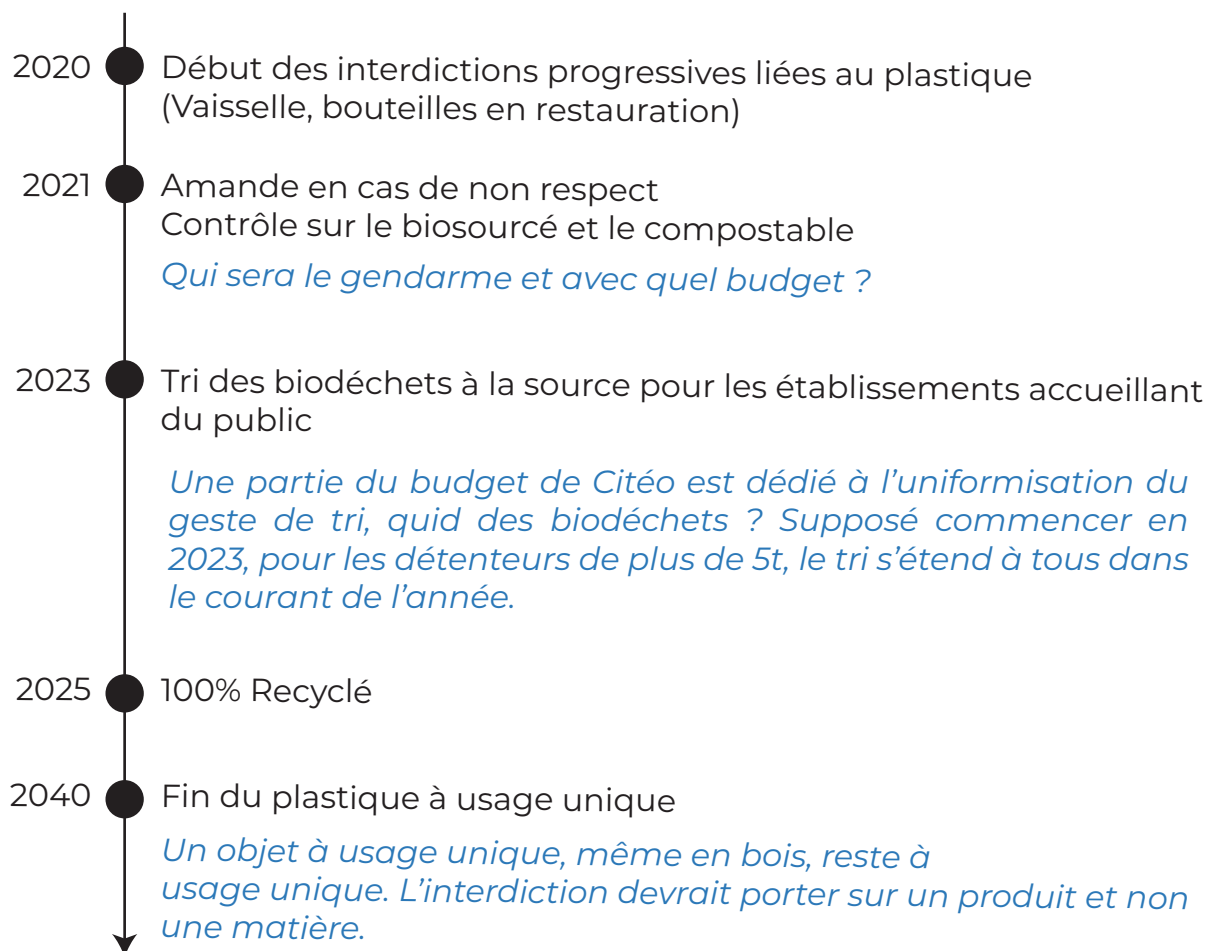 2020
Début des interdictions progressives liées au plastique
(Vaisselle, bouteilles en restauration)
2021
Amande en cas de non respect
Contrôle sur le biosourcé et le compostable
Qui sera le gendarme et avec quel budget ?
2023
Tri des biodéchets à la source pour les établissements accueillant
du public
Une partie du budget de Citéo est dédié à l’uniformisation du
geste de tri, quid des biodéchets ? Supposé commencer en
2023, pour les détenteurs de plus de 5t, le tri s’étend à tous dans
le courant de l’année.
2025
100% Recyclé
2040
Fin du plastique à usage unique
Un objet à usage unique, même en bois, reste à
usage unique. L’interdiction devrait porter sur un produit et non
une matière.